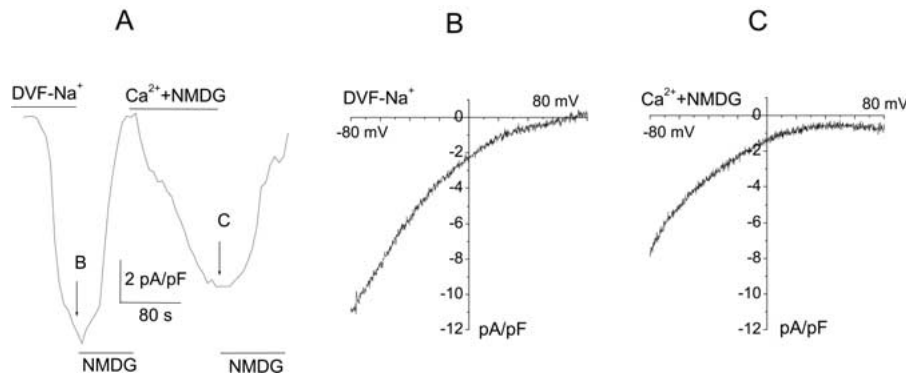 A
DVF-Na⁺
Ca²⁺+NMDG
B
C
2 pA/pF
80 s
NMDG
NMDG
B
DVF-Na⁺
80 mV
-80 mV
0
-2
-4
-6
-8
-10
-12
pA/pF
C
Ca²⁺+NMDG
80 mV
-80 mV
0
-2
-4
-6
-8
-10
-12
pA/pF